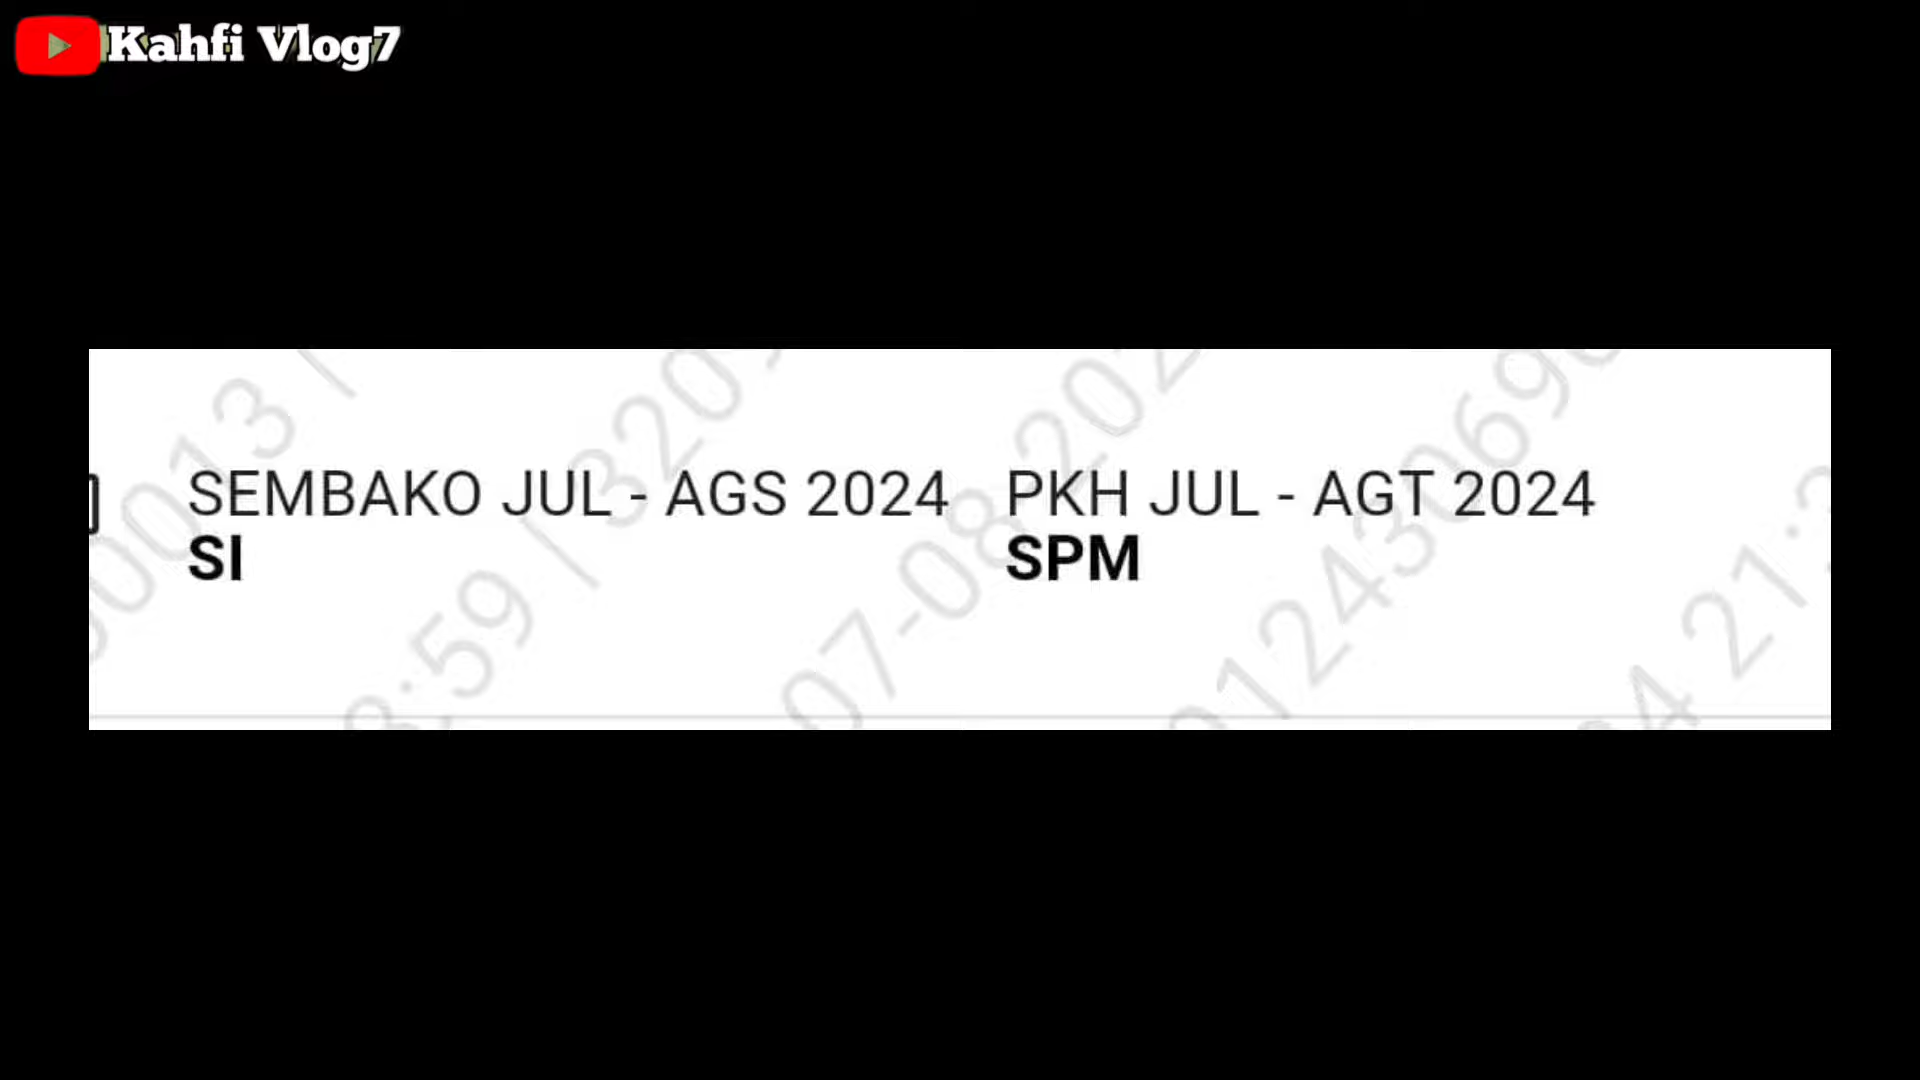 Kahfi Vlog7
SEMBAKO JUL - AGS 2024
SI
PKH JUL - AGT 2024
SPM